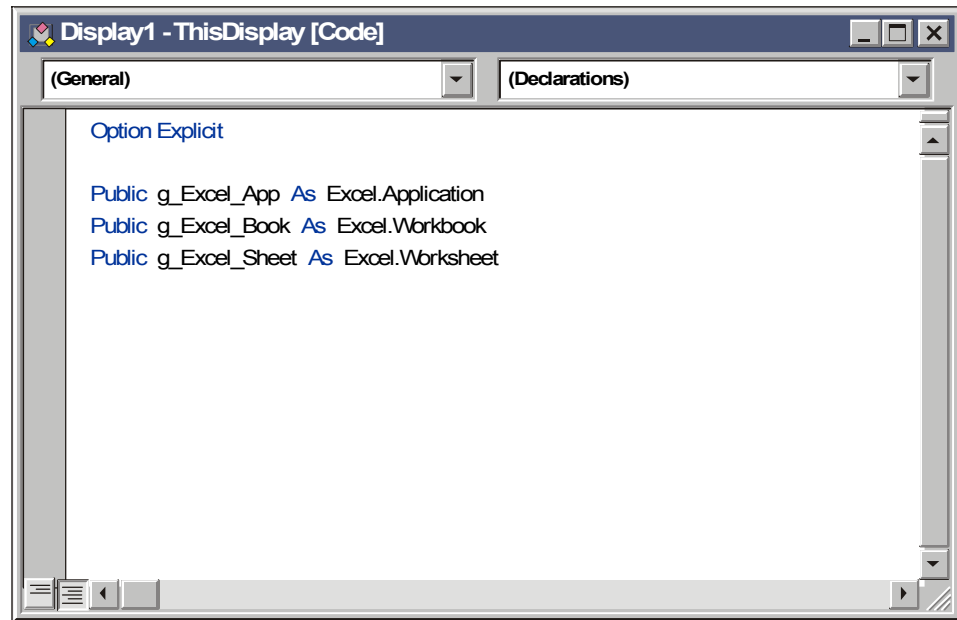 Display1 - ThisDisplay [Code]
(General) (Declarations)
Option Explicit
Public g_Excel_App As Excel.Application
Public g_Excel_Book As Excel.Workbook
Public g_Excel_Sheet As Excel.Worksheet